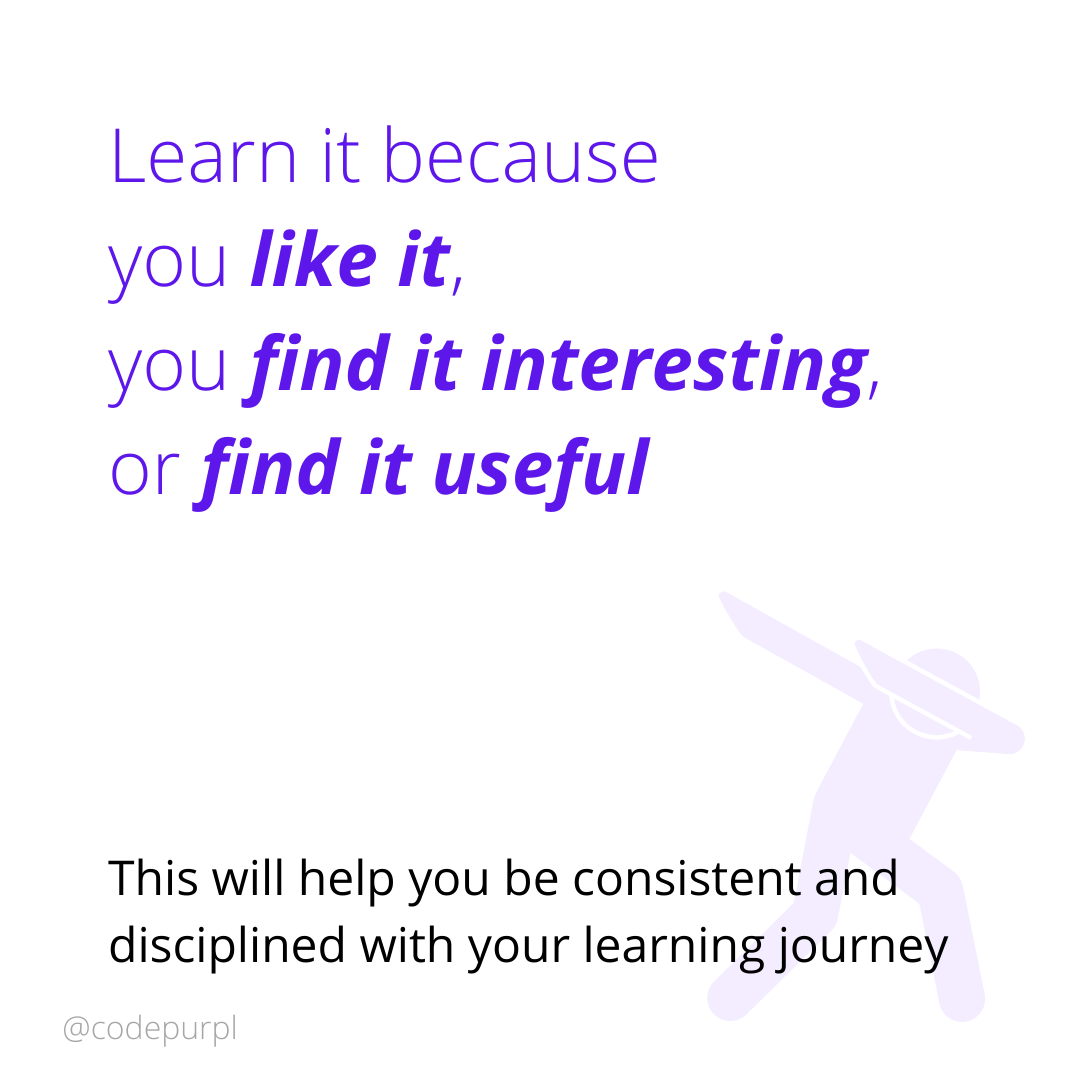 Learn it because
you like it,
you find it interesting,
or find it useful
This will help you be consistent and
disciplined with your learning journey
@codepurpl